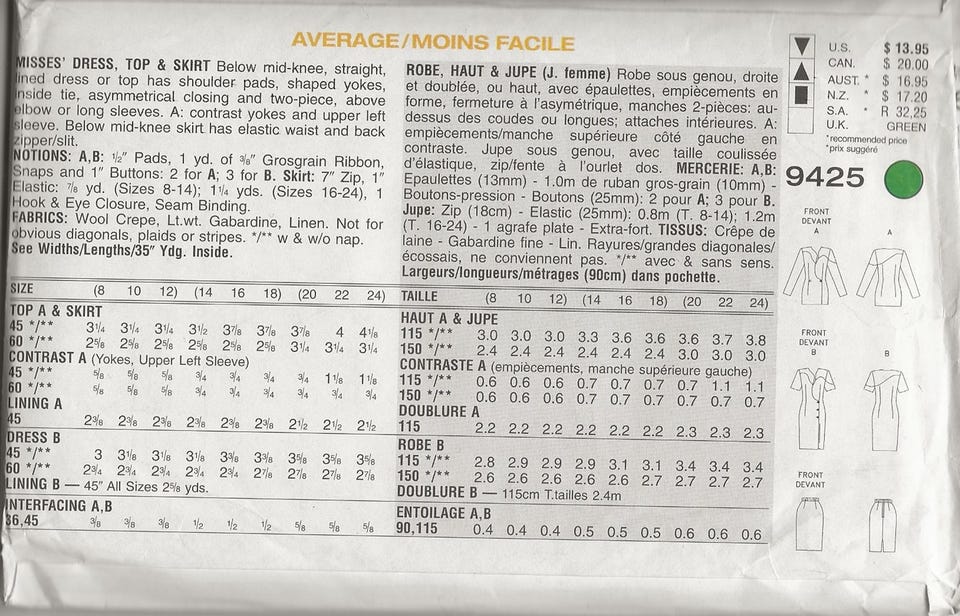 AVERAGE/MOINS FACILE
MISSES' DRESS, TOP & SKIRT Below mid-knee, straight,
lined dress or top has shoulder pads, shaped yokes,
inside tie, asymmetrical closing and two-piece, above
elbow or long sleeves. A: contrast yokes and upper left
sleeve. Below mid-knee skirt has elastic waist and back
zipper/slit.
NOTIONS: A,B: 1/2" Pads, 1 yd. of 3/8" Grosgrain Ribbon,
Snaps and 1" Buttons: 2 for A; 3 for B. Skirt: 7" Zip, 1"
Elastic: 7/8 yd. (Sizes 8-14); 1 1/4 yds. (Sizes 16-24), 1
Hook & Eye Closure, Seam Binding.
FABRICS: Wool Crepe, Lt.wt. Gabardine, Linen. Not for
obvious diagonals, plaids or stripes. */** w & w/o nap.
See Widths/Lengths/35" Ydg. Inside.
SIZE (8 10 12) (14 16 18) (20 22 24)
TOP A & SKIRT
45 */** 3 1/4 3 1/4 3 1/4 3 1/2 3 7/8 3 7/8 3 7/8 4 4 1/8
60 */** 2 5/8 2 5/8 2 5/8 2 5/8 2 5/8 2 5/8 3 1/4 3 1/4 3 1/4
CONTRAST A (Yokes, Upper Left Sleeve)
45 */** 5/8 5/8 5/8 3/4 3/4 3/4 3/4 1 1/8 1 1/8
60 */** 5/8 5/8 5/8 3/4 3/4 3/4 3/4 3/4 3/4
LINING A
45 2 3/8 2 3/8 2 3/8 2 3/8 2 3/8 2 3/8 2 1/2 2 1/2 2 1/2
DRESS B
45 */** 3 3 1/8 3 1/8 3 1/8 3 3/8 3 3/8 3 5/8 3 5/8 3 5/8
60 */** 2 3/4 2 3/4 2 3/4 2 3/4 2 3/4 2 7/8 2 7/8 2 7/8 2 7/8
LINING B — 45" All Sizes 2 5/8 yds.
INTERFACING A,B
36,45 3/8 3/8 3/8 1/2 1/2 1/2 5/8 5/8 5/8
ROBE, HAUT & JUPE (J. femme) Robe sous genou, droite
et doublée, ou haut, avec épaulettes, empiècements en
forme, fermeture à l'asymétrique, manches 2-pièces: au-
dessus des coudes ou longues; attaches intérieures. A:
empiècements/manche supérieure côté gauche en
contraste. Jupe sous genou, avec taille coulissée
d'élastique, zip/fente à l'ourlet dos. MERCERIE: A,B:
Epaulettes (13mm) - 1.0m de ruban gros-grain (10mm) -
Boutons-pression - Boutons (25mm): 2 pour A; 3 pour B.
Jupe: Zip (18cm) - Elastic (25mm): 0.8m (T. 8-14); 1.2m
(T. 16-24) - 1 agrafe plate - Extra-fort. TISSUS: Crêpe de
laine - Gabardine fine - Lin. Rayures/grandes diagonales/
écossais, ne conviennent pas. */** avec & sans sens.
Largeurs/longueurs/métrages (90cm) dans pochette.
TAILLE (8 10 12) (14 16 18) (20 22 24)
HAUT A & JUPE
115 */** 3.0 3.0 3.0 3.3 3.6 3.6 3.6 3.7 3.8
150 */** 2.4 2.4 2.4 2.4 2.4 2.4 3.0 3.0 3.0
CONTRASTE A (empiècements, manche supérieure gauche)
115 */** 0.6 0.6 0.6 0.7 0.7 0.7 0.7 1.1 1.1
150 */** 0.6 0.6 0.6 0.7 0.7 0.7 0.7 0.7 0.7
DOUBLURE A
115 2.2 2.2 2.2 2.2 2.2 2.2 2.3 2.3 2.3
ROBE B
115 */** 2.8 2.9 2.9 2.9 3.1 3.1 3.4 3.4 3.4
150 */** 2.6 2.6 2.6 2.6 2.6 2.7 2.7 2.7 2.7
DOUBLURE B — 115cm T.tailles 2.4m
ENTOILAGE A,B
90,115 0.4 0.4 0.4 0.5 0.5 0.5 0.6 0.6 0.6
U.S. $ 13.95
CAN. $ 20.00
AUST. * $ 16.95
N.Z. * $ 17.20
S.A. * R 32,25
U.K. GREEN
*recommended price
*prix suggéré
9425
FRONT
DEVANT
A A
FRONT
DEVANT
B B
FRONT
DEVANT